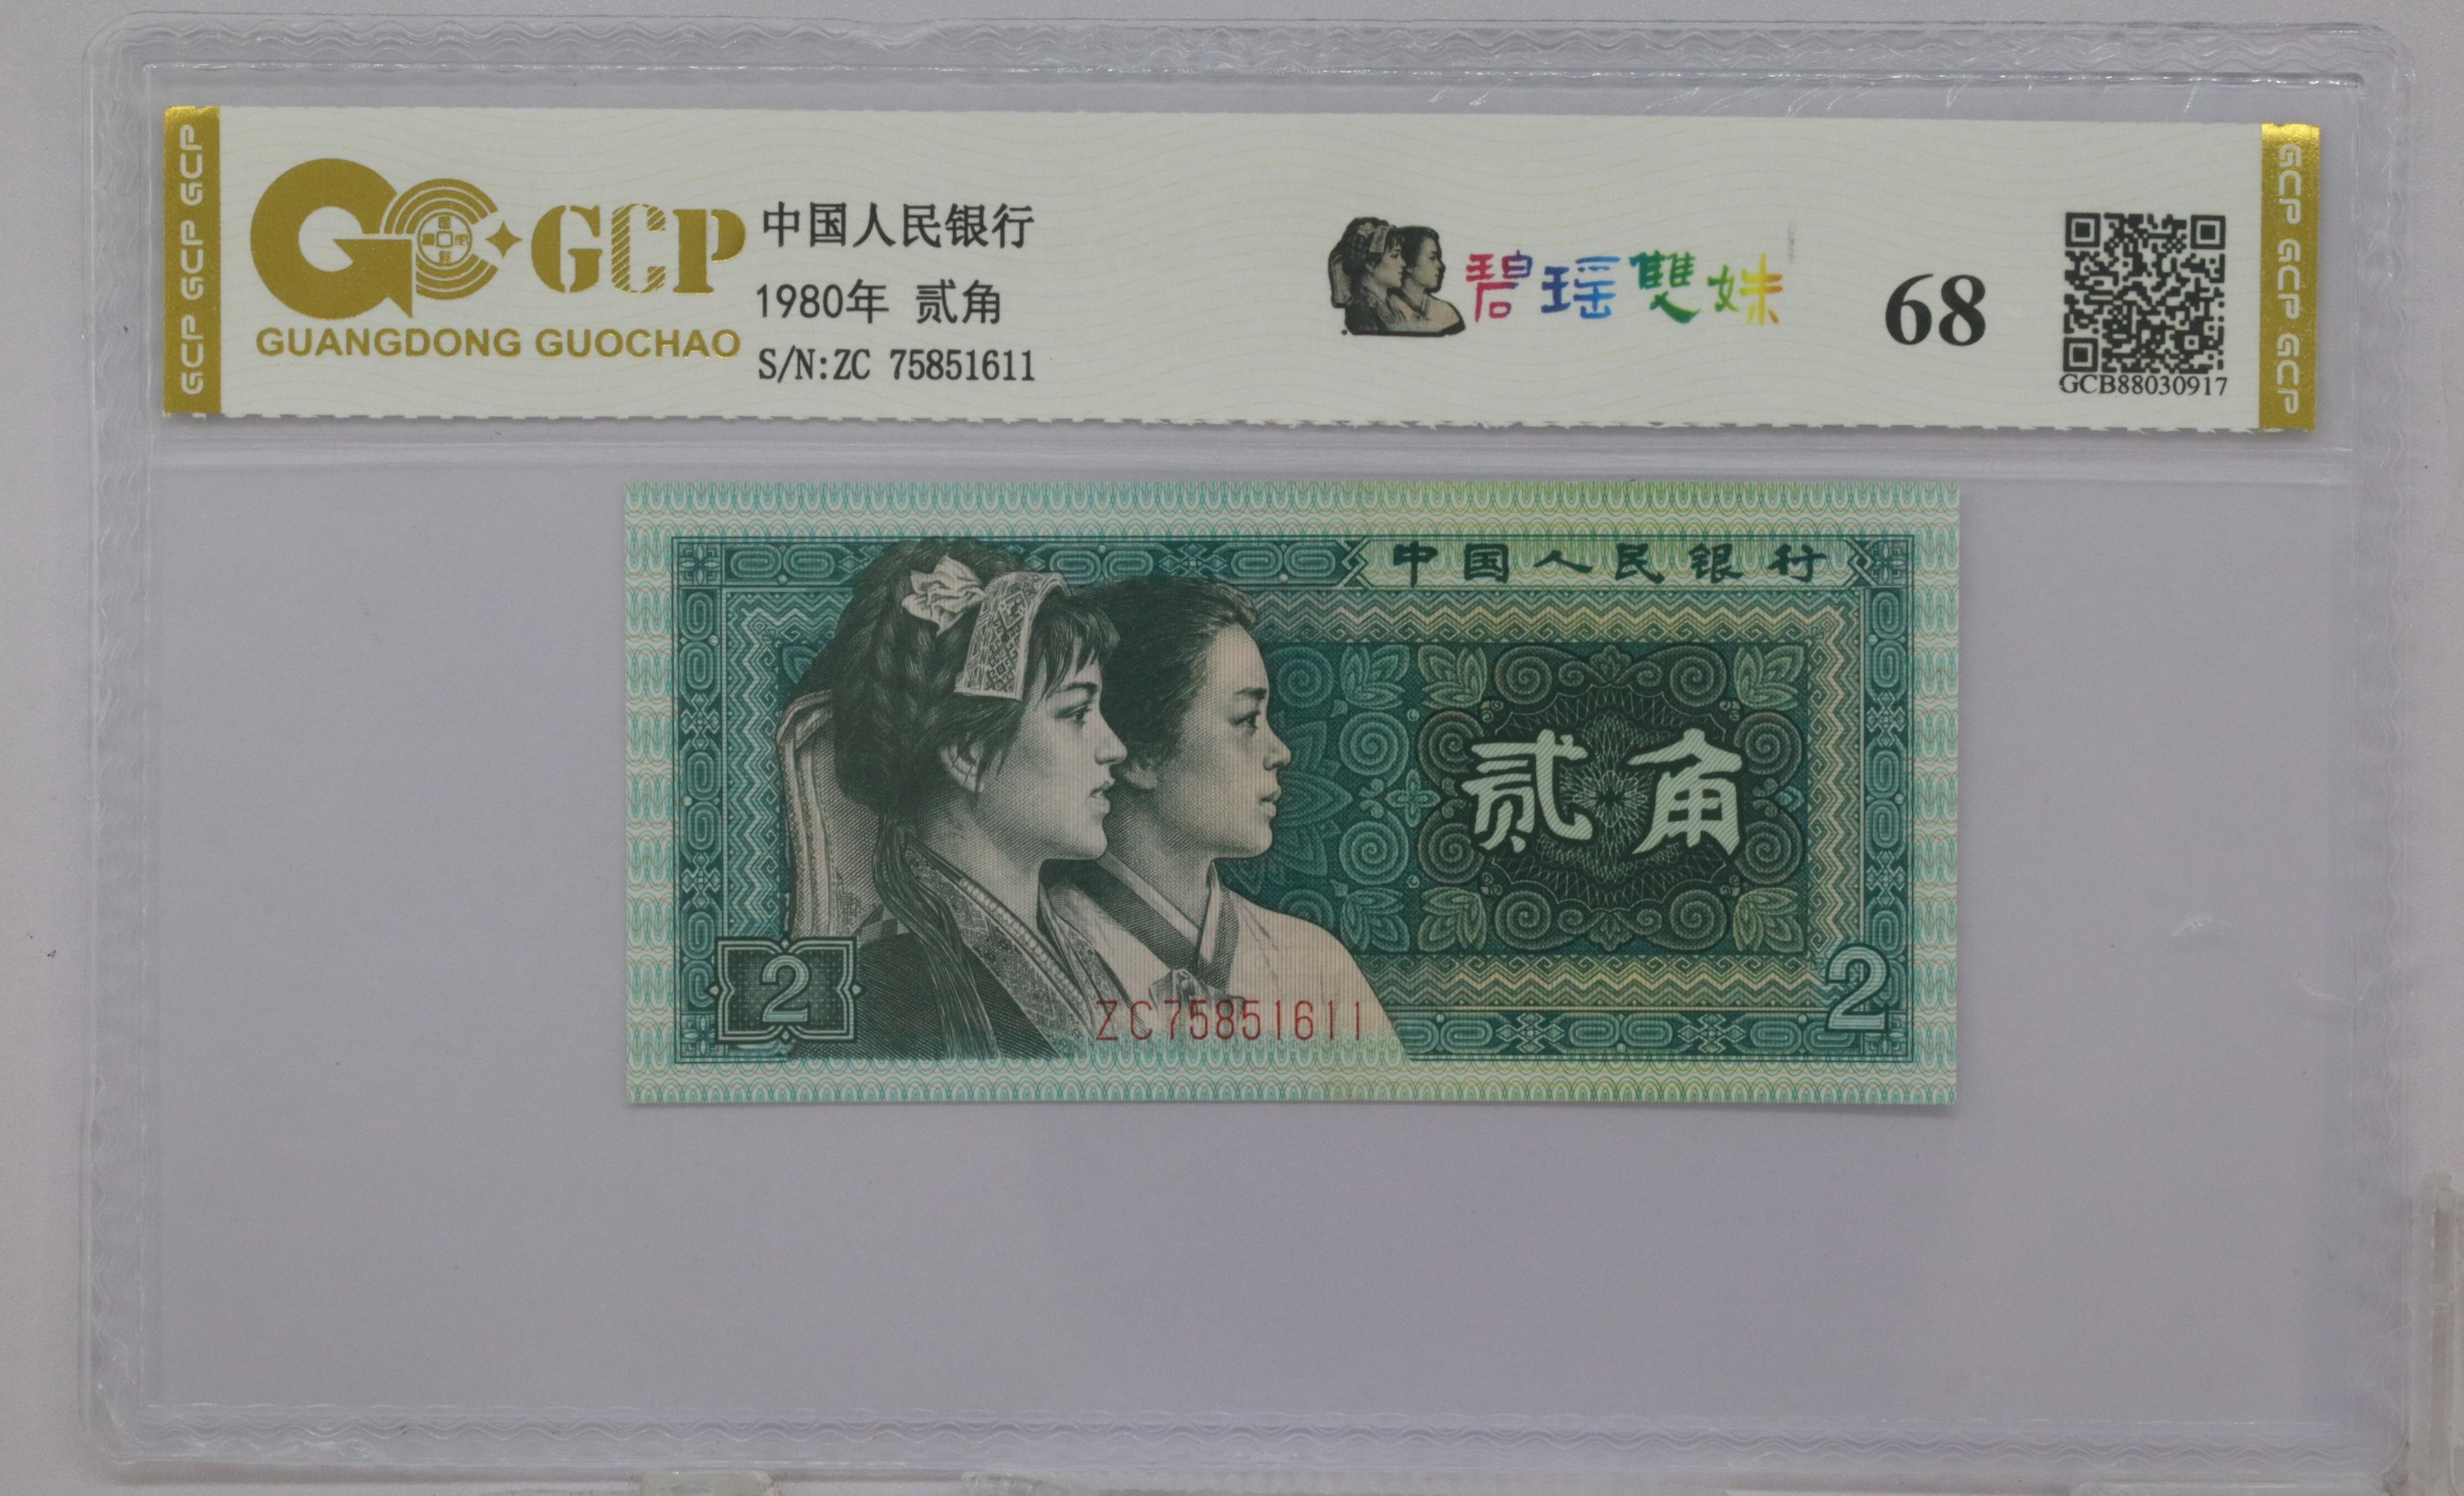 GCP GCP GCP
GCP
GUANGDONG GUOCHAO
中国人民银行
1980年 贰角
S/N:ZC 75851611
碧瑶雙妹
68
GCB88030917
GCP GCP GCP
中国人民银行
贰角
2
ZC75851611
2